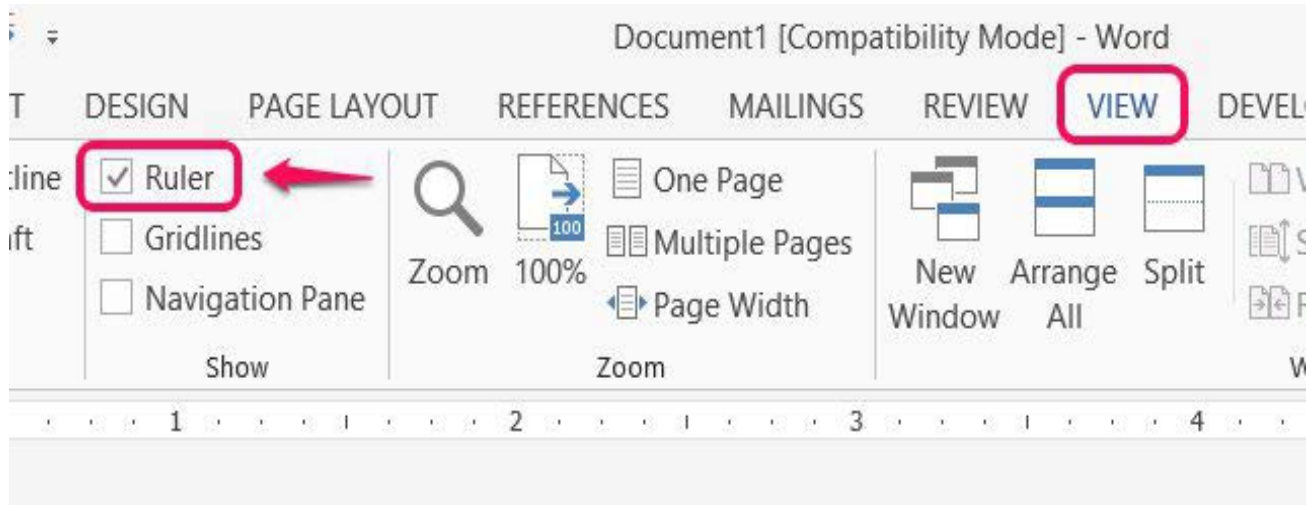 Document1 [Compatibility Mode] - Word
DESIGN PAGE LAYOUT REFERENCES MAILINGS REVIEW VIEW
Ruler
Gridlines
Navigation Pane
Show
Zoom
100%
100
One Page
Multiple Pages
Page Width
Zoom
New Window
Arrange All
Split
1 2 3 4